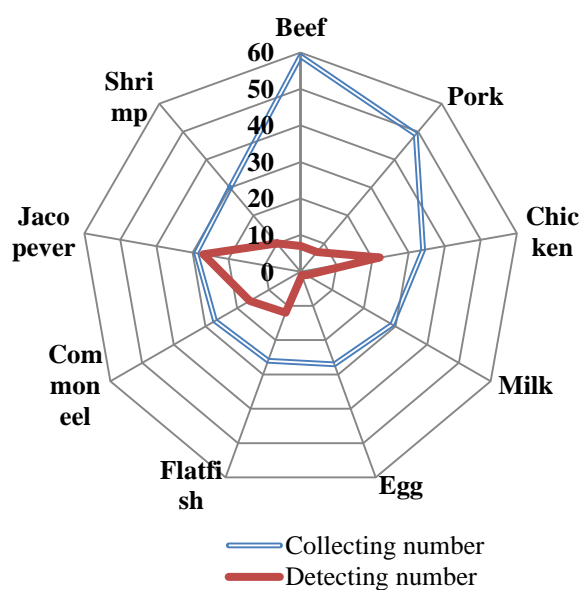 Beef
60
50
40
30
20
10
0
Pork
Chic
ken
Milk
Egg
Flatfi
sh
Com
mon
eel
Jaco
pever
Shri
mp
Collecting number
Detecting number